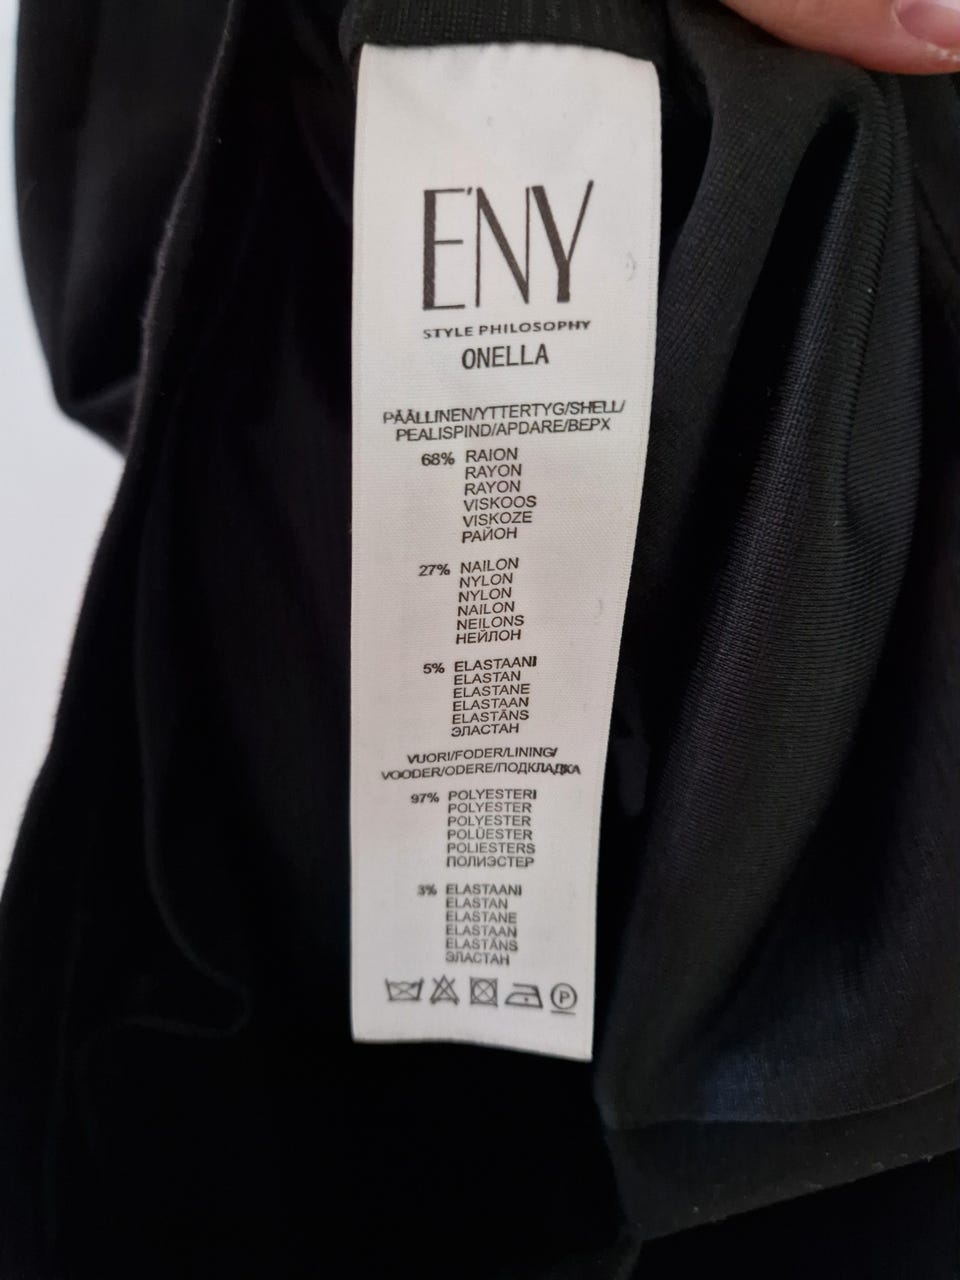 E'NY
STYLE PHILOSOPHY
ONELLA
PÄÄLLINEN/YTTERTYG/SHELL/
PEALISPIND/APDARE/ВЕРХ
68% RAION
RAYON
RAYON
VISKOOS
VISKOZE
РАЙОН
27% NAILON
NYLON
NYLON
NAILON
NEILONS
НЕЙЛОН
5% ELASTAANI
ELASTAN
ELASTANE
ELASTAAN
ELASTĀNS
ЭЛАСТАН
VUORI/FODER/LINING/
VOODER/ODERE/ПОДКЛАДКА
97% POLYESTERI
POLYESTER
POLYESTER
POLÜESTER
POLIESTERS
ПОЛИЭСТЕР
3% ELASTAANI
ELASTAN
ELASTANE
ELASTAAN
ELASTĀNS
ЭЛАСТАН
P